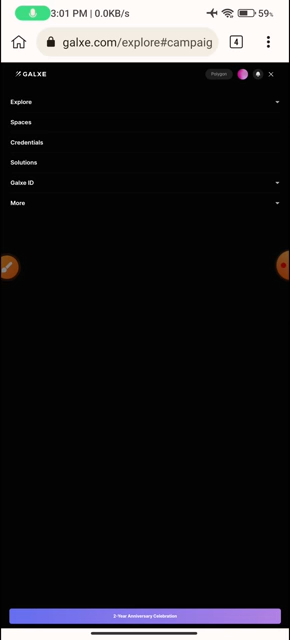 3:01 PM | 0.0KB/s
59%
galxe.com/explore#campaig
4
GALXE
Polygon
Explore
Spaces
Credentials
Solutions
Galxe ID
More
2-Year Anniversary Celebration